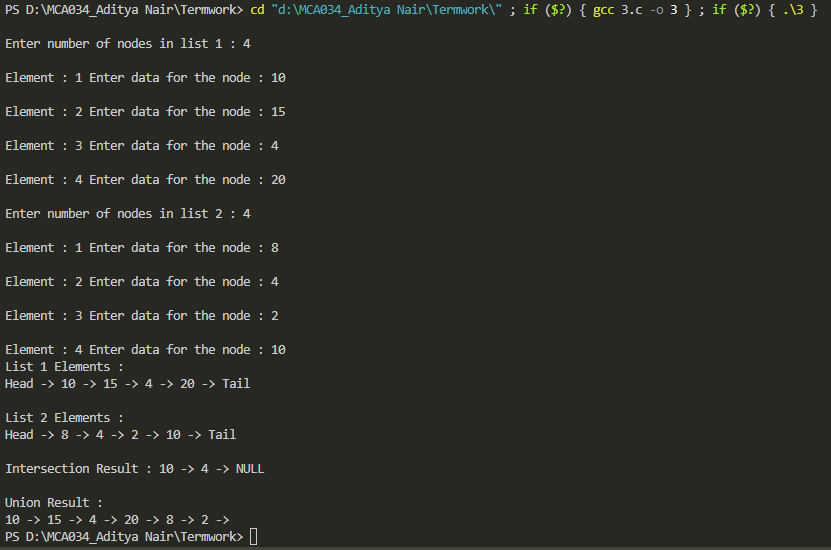 PS D:\MCA034_Aditya Nair\Termwork> cd "d:\MCA034_Aditya Nair\Termwork\" ; if ($?) { gcc 3.c -o 3 } ; if ($?) { .\3 }
Enter number of nodes in list 1 : 4
Element : 1 Enter data for the node : 10
Element : 2 Enter data for the node : 15
Element : 3 Enter data for the node : 4
Element : 4 Enter data for the node : 20
Enter number of nodes in list 2 : 4
Element : 1 Enter data for the node : 8
Element : 2 Enter data for the node : 4
Element : 3 Enter data for the node : 2
Element : 4 Enter data for the node : 10
List 1 Elements :
Head -> 10 -> 15 -> 4 -> 20 -> Tail
List 2 Elements :
Head -> 8 -> 4 -> 2 -> 10 -> Tail
Intersection Result : 10 -> 4 -> NULL
Union Result :
10 -> 15 -> 4 -> 20 -> 8 -> 2 ->
PS D:\MCA034_Aditya Nair\Termwork>